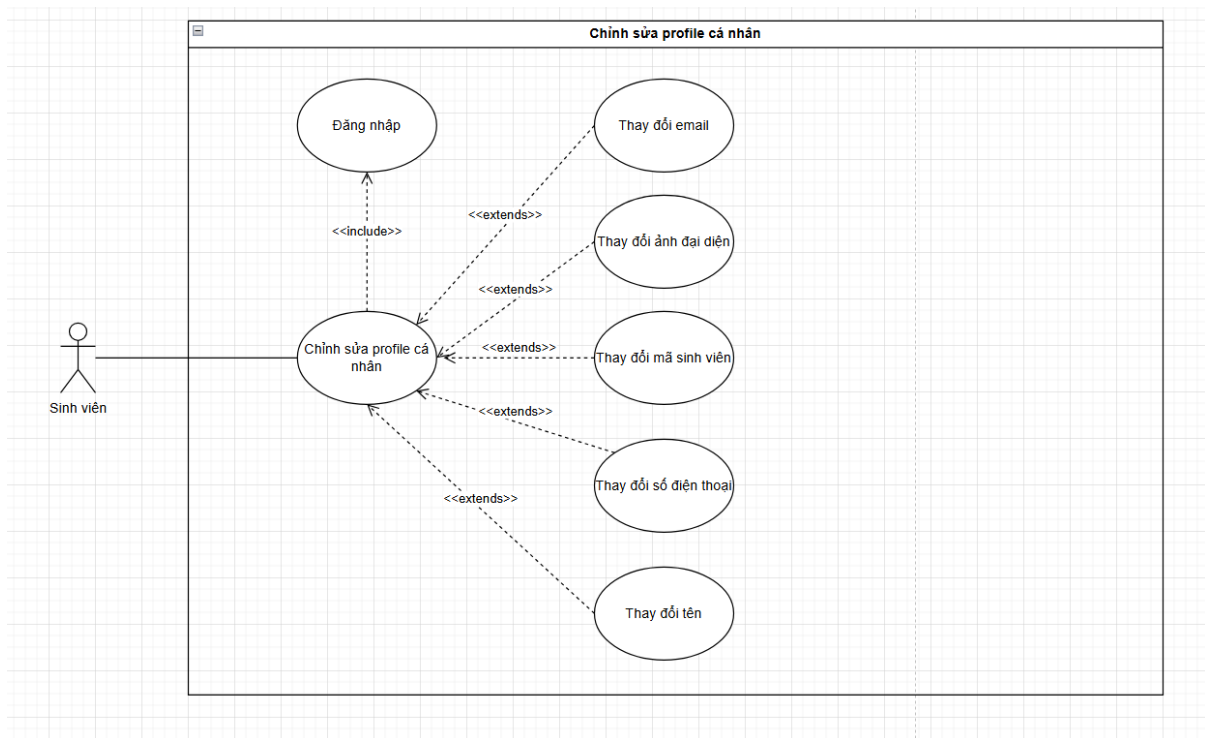 Chỉnh sửa profile cá nhân
Đăng nhập
Thay đổi email
<<extends>>
<<include>>
Thay đổi ảnh đại diện
<<extends>>
Chỉnh sửa profile cá
nhân
<<extends>>
Thay đổi mã sinh viên
Sinh viên
<<extends>>
Thay đổi số điện thoại
<<extends>>
Thay đổi tên